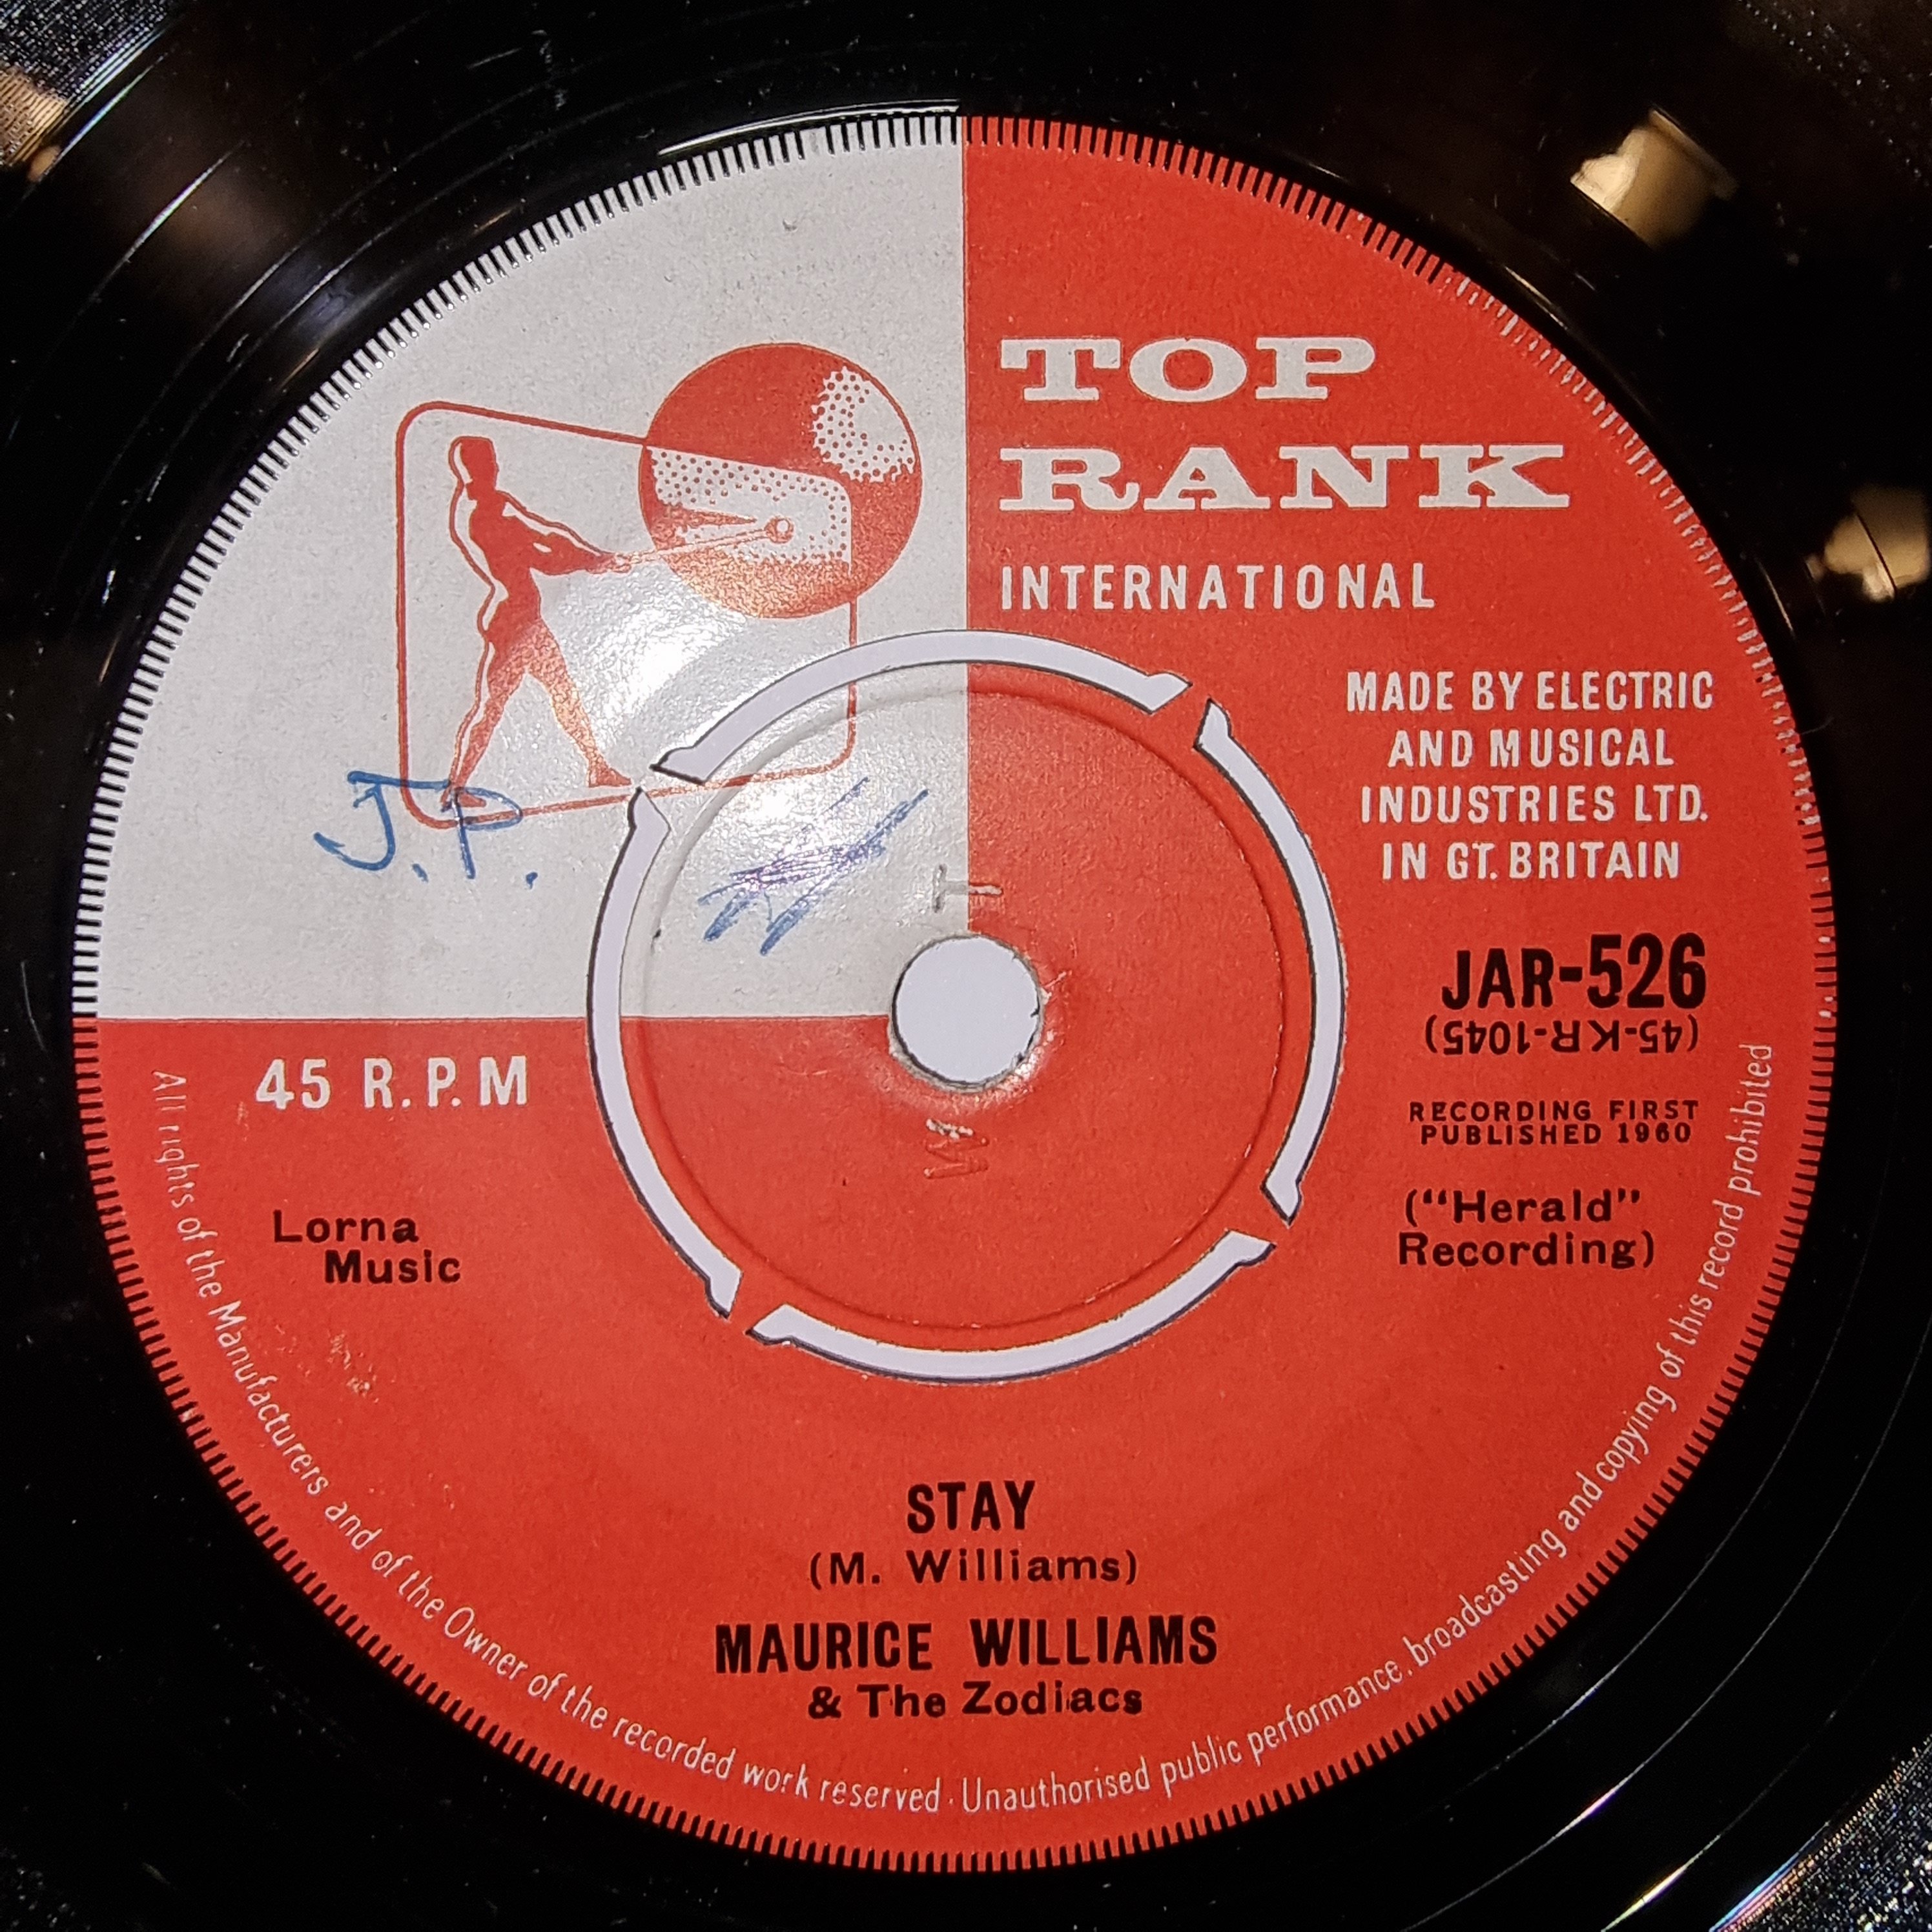 TOP
RANK
INTERNATIONAL
MADE BY ELECTRIC
AND MUSICAL
INDUSTRIES LTD.
IN GT. BRITAIN
J.P.
T
JAR-526
(45-KR-1045)
RECORDING FIRST
PUBLISHED 1960
("Herald"
Recording)
45 R.P.M
M
Lorna
Music
STAY
(M. Williams)
MAURICE WILLIAMS
& The Zodiacs
All rights of the Manufacturers and of the Owner of the recorded work reserved · Unauthorised public performance, broadcasting and copying of this record prohibited